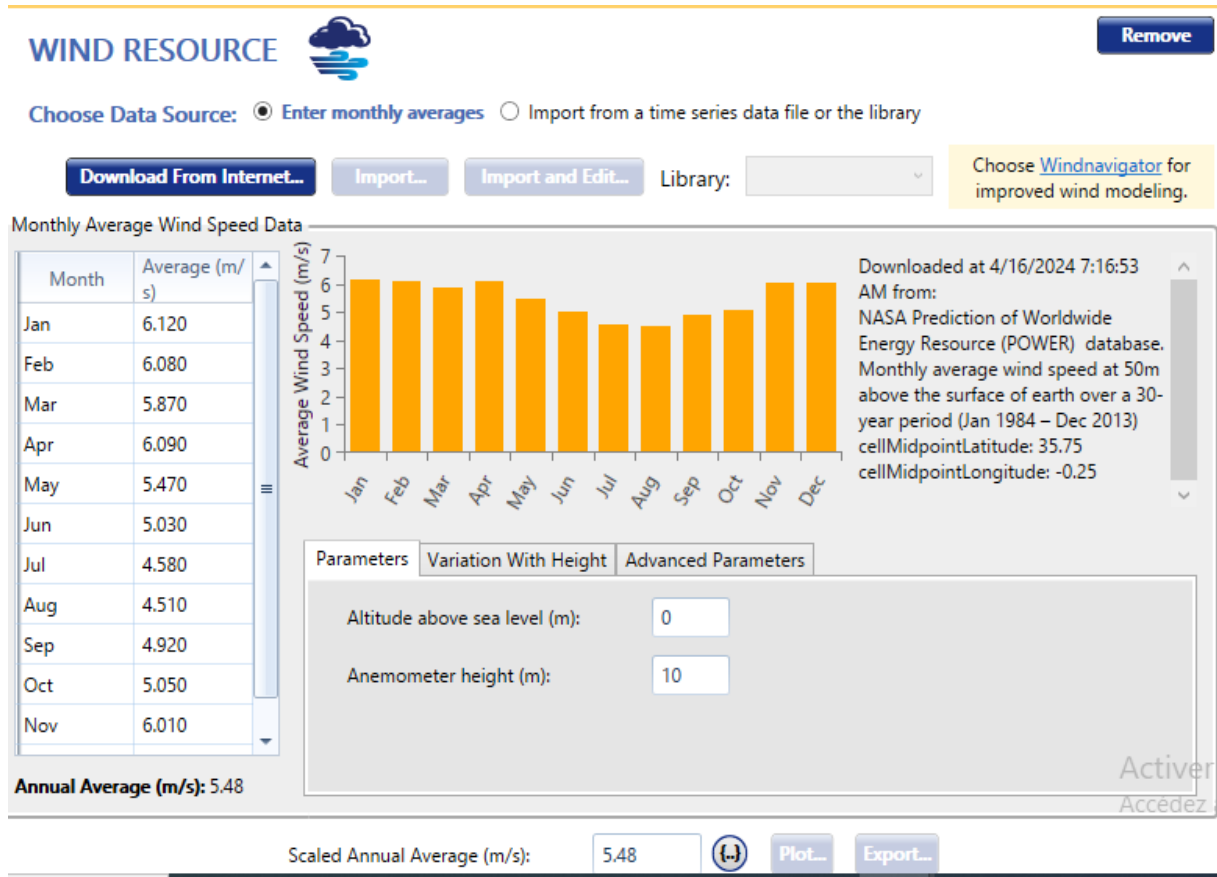 WIND RESOURCE
Remove
Choose Data Source: Enter monthly averages Import from a time series data file or the library
Download From Internet... Import... Import and Edit... Library:
Choose Windnavigator for
improved wind modeling.
Monthly Average Wind Speed Data
Month Average (m/
s)
Jan 6.120
Feb 6.080
Mar 5.870
Apr 6.090
May 5.470
Jun 5.030
Jul 4.580
Aug 4.510
Sep 4.920
Oct 5.050
Nov 6.010
Annual Average (m/s): 5.48
Average Wind Speed (m/s)
7
6
5
4
3
2
1
0
Jan Feb Mar Apr May Jun Jul Aug Sep Oct Nov Dec
Downloaded at 4/16/2024 7:16:53
AM from:
NASA Prediction of Worldwide
Energy Resource (POWER) database.
Monthly average wind speed at 50m
above the surface of earth over a 30-
year period (Jan 1984 – Dec 2013)
cellMidpointLatitude: 35.75
cellMidpointLongitude: -0.25
Parameters Variation With Height Advanced Parameters
Altitude above sea level (m): 0
Anemometer height (m): 10
Activer
Accédez
Scaled Annual Average (m/s): 5.48 {..} Plot... Export...